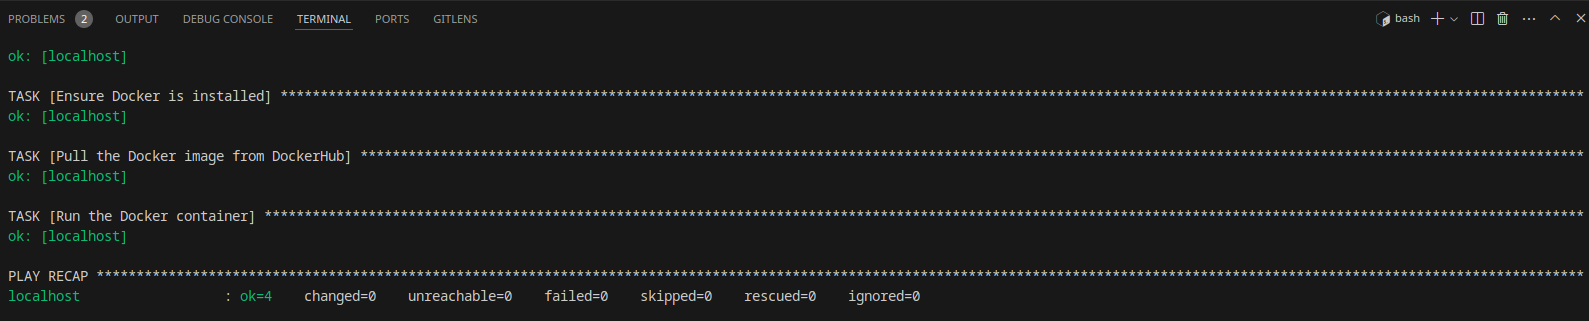 PROBLEMS 2 OUTPUT DEBUG CONSOLE TERMINAL PORTS GITLENS bash
ok: [localhost]
TASK [Ensure Docker is installed] ***********************************************************************************************************************************************************************
ok: [localhost]
TASK [Pull the Docker image from DockerHub] *************************************************************************************************************************************************************
ok: [localhost]
TASK [Run the Docker container] *************************************************************************************************************************************************************************
ok: [localhost]
PLAY RECAP **********************************************************************************************************************************************************************************************
localhost                  : ok=4    changed=0    unreachable=0    failed=0    skipped=0    rescued=0    ignored=0